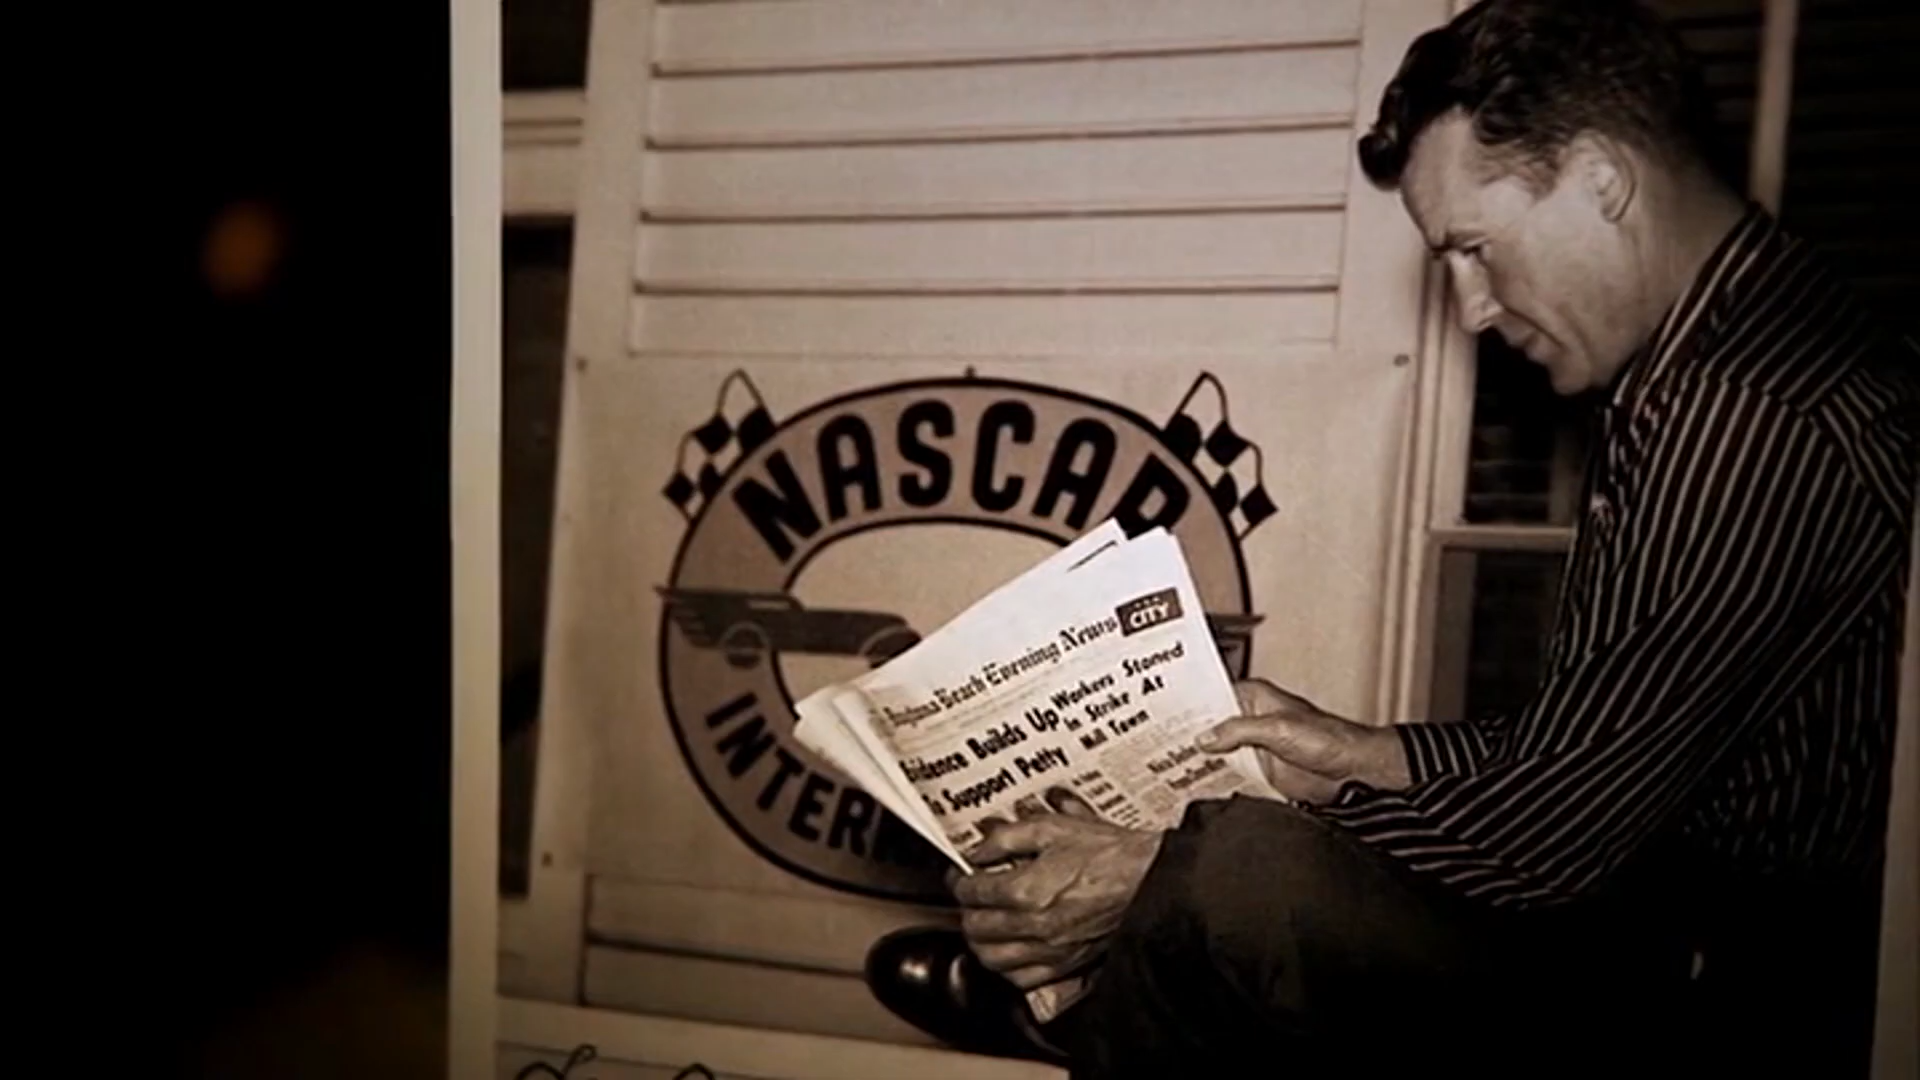 NASCAR
INTERN
Daytona Beach Evening News
CITY
Evidence Builds Up
To Support Petty
Workers Stoned
In Strike At
Mill Town